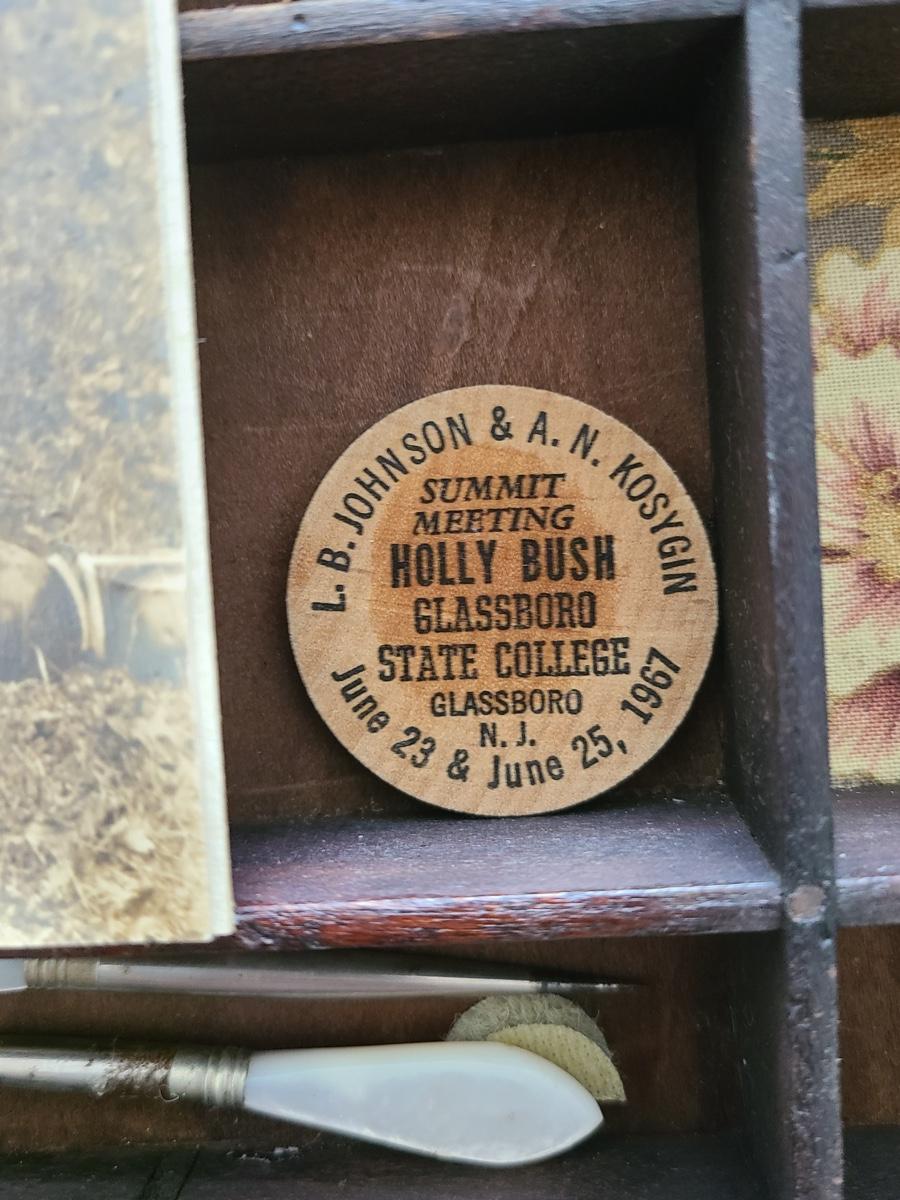 L. B. JOHNSON & A. N. KOSYGIN
SUMMIT
MEETING
HOLLY BUSH
GLASSBORO
STATE COLLEGE
GLASSBORO
N. J.
June 23 & June 25, 1967